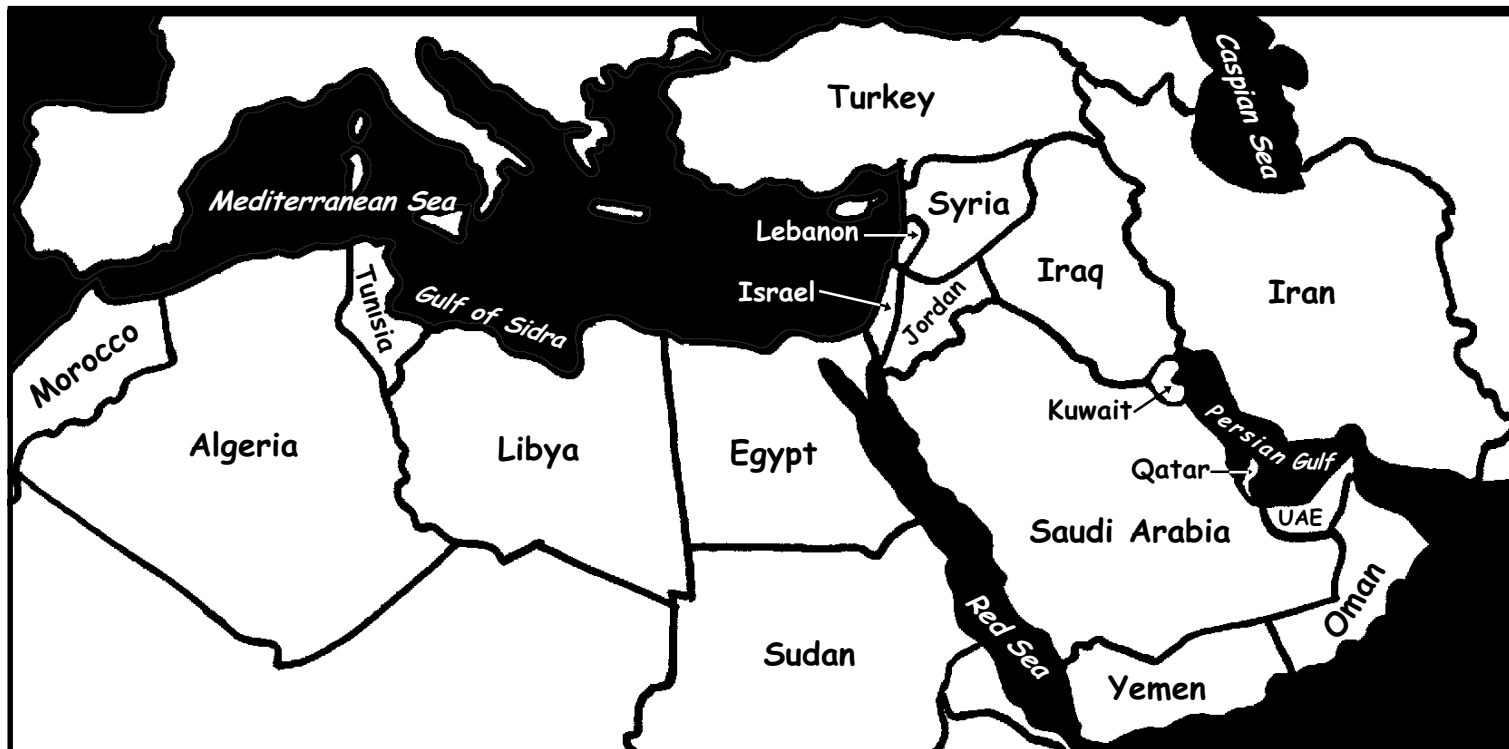 Caspian Sea
Turkey
Mediterranean Sea
Syria
Lebanon
Iraq
Iran
Israel
Tunisia
Gulf of Sidra
Jordan
Morocco
Kuwait
Persian Gulf
Algeria
Libya
Egypt
Qatar
UAE
Saudi Arabia
Oman
Red Sea
Sudan
Yemen